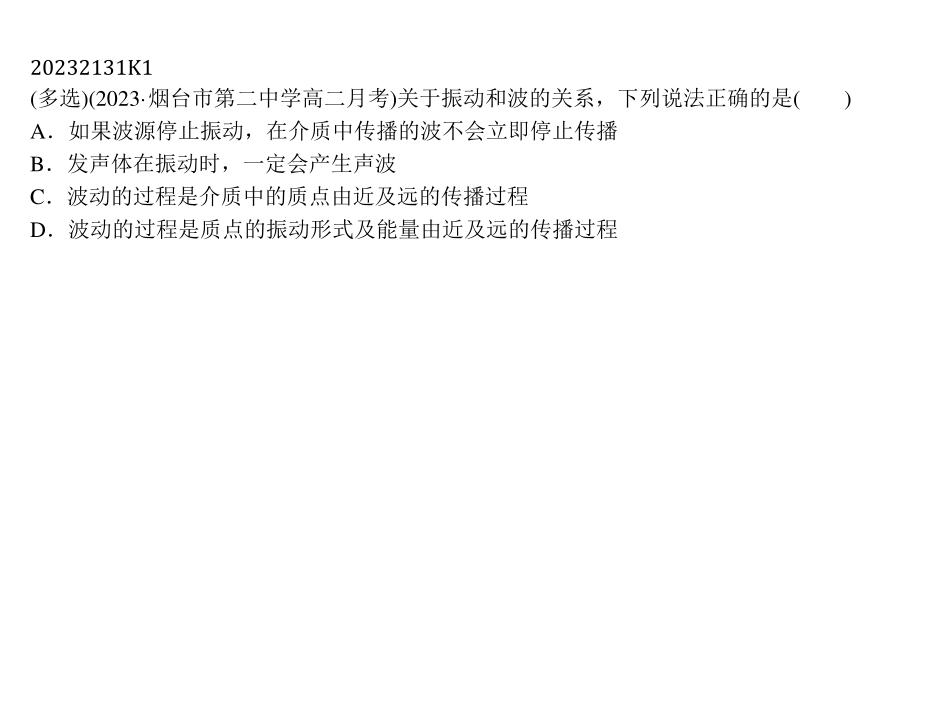 20232131K1
(多选)(2023·烟台市第二中学高二月考)关于振动和波的关系，下列说法正确的是(　　)
A．如果波源停止振动，在介质中传播的波不会立即停止传播
B．发声体在振动时，一定会产生声波
C．波动的过程是介质中的质点由近及远的传播过程
D．波动的过程是质点的振动形式及能量由近及远的传播过程